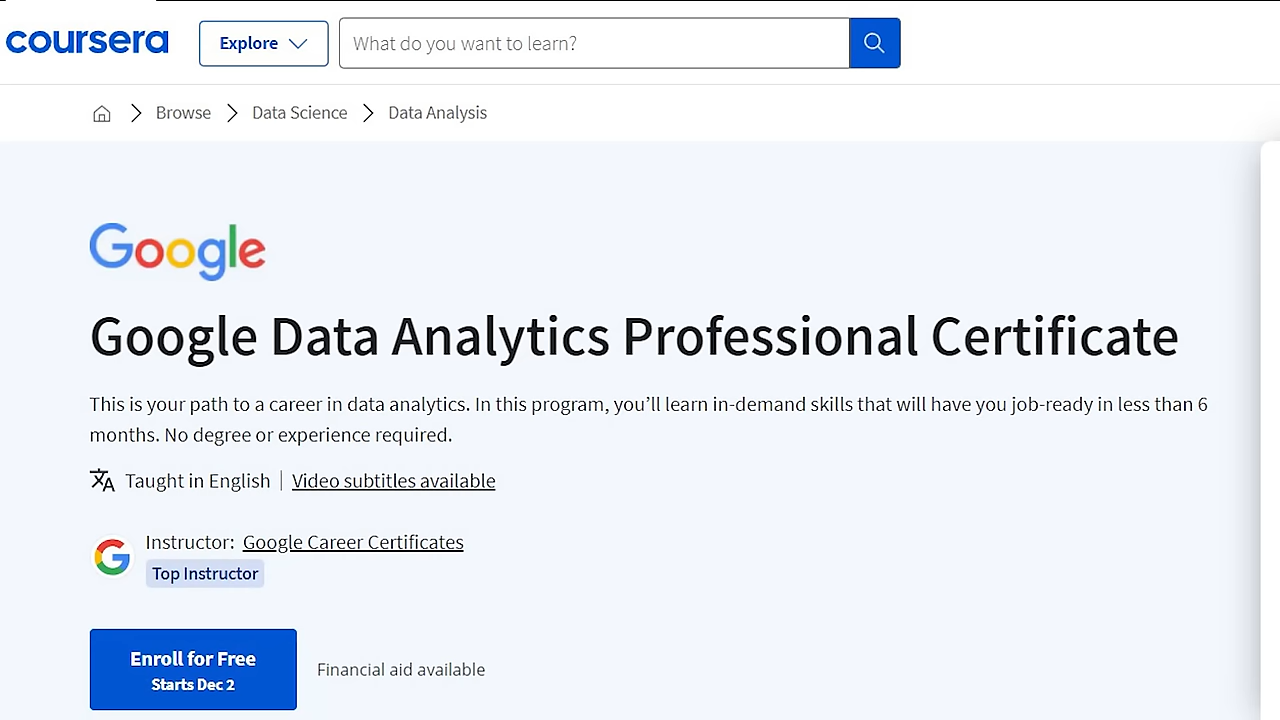 coursera
Explore
What do you want to learn?
Browse
Data Science
Data Analysis
Google
Google Data Analytics Professional Certificate
This is your path to a career in data analytics. In this program, you’ll learn in-demand skills that will have you job-ready in less than 6
months. No degree or experience required.
Taught in English | Video subtitles available
Instructor: Google Career Certificates
Top Instructor
Enroll for Free
Starts Dec 2
Financial aid available